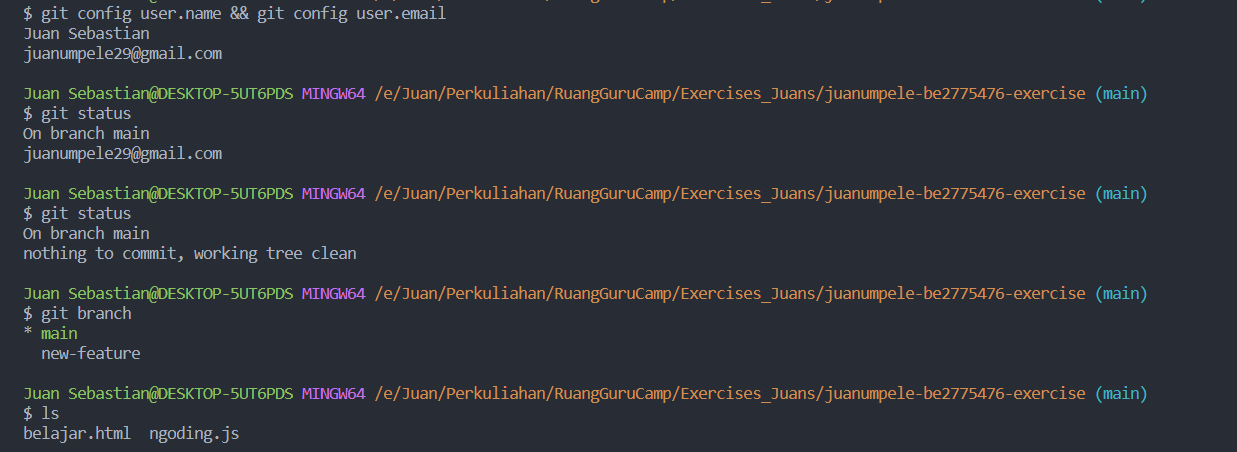 $ git config user.name && git config user.email
Juan Sebastian
juanumpele29@gmail.com
Juan Sebastian@DESKTOP-5UT6PDS MINGW64 /e/Juan/Perkuliahan/RuangGuruCamp/Exercises_Juans/juanumpele-be2775476-exercise (main)
$ git status
On branch main
juanumpele29@gmail.com
Juan Sebastian@DESKTOP-5UT6PDS MINGW64 /e/Juan/Perkuliahan/RuangGuruCamp/Exercises_Juans/juanumpele-be2775476-exercise (main)
$ git status
On branch main
nothing to commit, working tree clean
Juan Sebastian@DESKTOP-5UT6PDS MINGW64 /e/Juan/Perkuliahan/RuangGuruCamp/Exercises_Juans/juanumpele-be2775476-exercise (main)
$ git branch
* main
  new-feature
Juan Sebastian@DESKTOP-5UT6PDS MINGW64 /e/Juan/Perkuliahan/RuangGuruCamp/Exercises_Juans/juanumpele-be2775476-exercise (main)
$ ls
belajar.html  ngoding.js